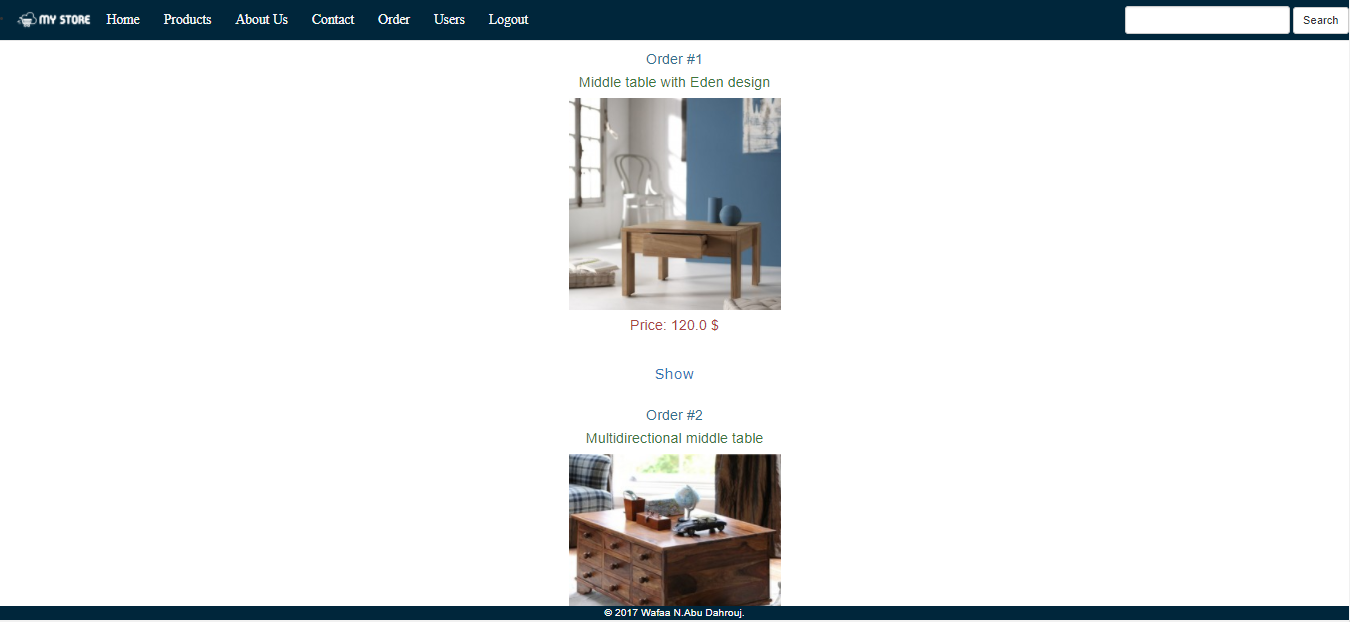 MY STORE Home Products About Us Contact Order Users Logout Search
Order #1
Middle table with Eden design
Price: 120.0 $
Show
Order #2
Multidirectional middle table
© 2017 Wafaa N.Abu Dahrouj.